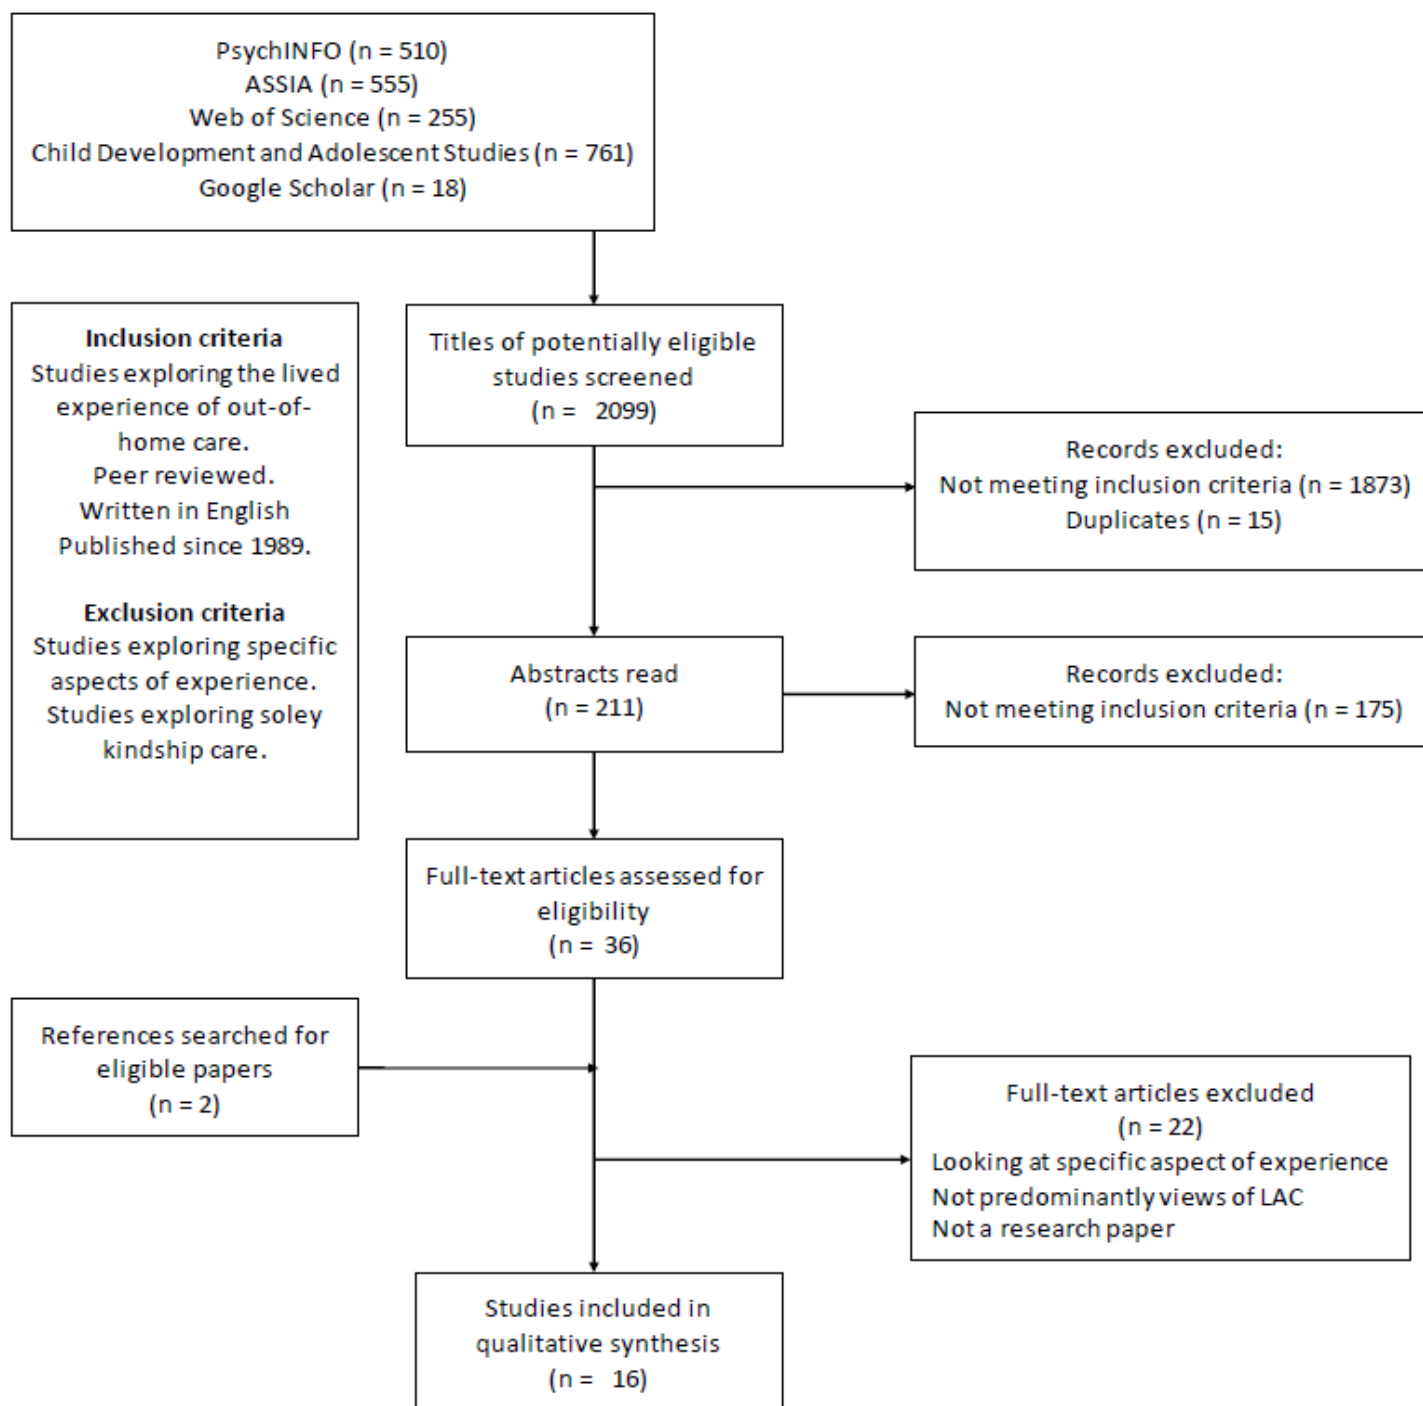 PsychINFO (n = 510)
ASSIA (n = 555)
Web of Science (n = 255)
Child Development and Adolescent Studies (n = 761)
Google Scholar (n = 18)
Inclusion criteria
Studies exploring the lived
experience of out-of-
home care.
Peer reviewed.
Written in English
Published since 1989.
Exclusion criteria
Studies exploring specific
aspects of experience.
Studies exploring soley
kindship care.
Titles of potentially eligible
studies screened
(n = 2099)
Records excluded:
Not meeting inclusion criteria (n = 1873)
Duplicates (n = 15)
Abstracts read
(n = 211)
Records excluded:
Not meeting inclusion criteria (n = 175)
Full-text articles assessed for
eligibility
(n = 36)
References searched for
eligible papers
(n = 2)
Full-text articles excluded
(n = 22)
Looking at specific aspect of experience
Not predominantly views of LAC
Not a research paper
Studies included in
qualitative synthesis
(n = 16)